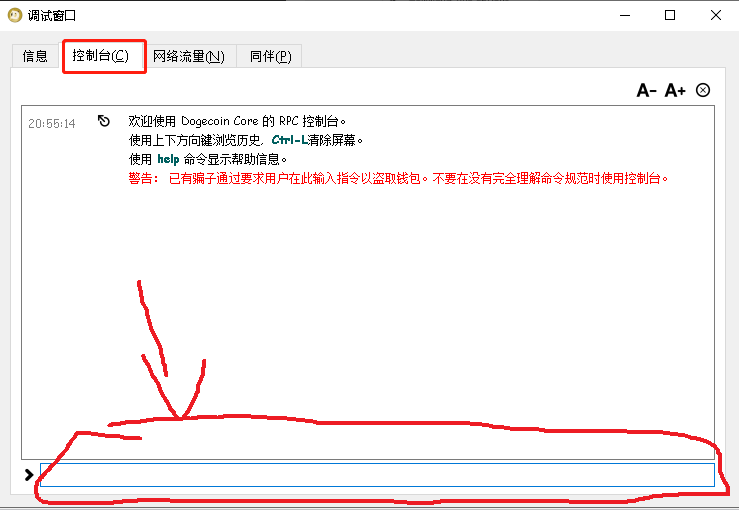 调试窗口
信息 控制台(C) 网络流量(N) 同伴(P)
A- A+
20:55:14 欢迎使用 Dogecoin Core 的 RPC 控制台。
使用上下方向键浏览历史, Ctrl-L清除屏幕。
使用 help 命令显示帮助信息。
警告: 已有骗子通过要求用户在此输入指令以盗取钱包。不要在没有完全理解命令规范时使用控制台。